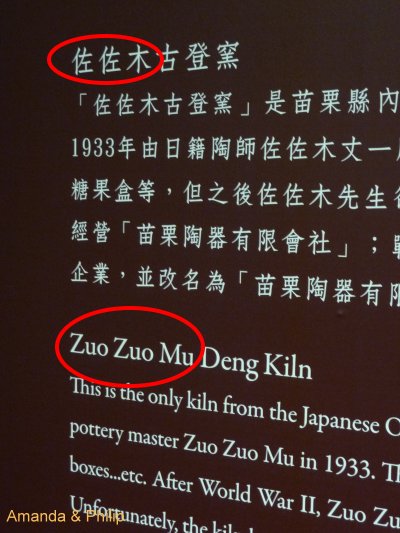 佐佐木古登窯
「佐佐木古登窯」是苗栗縣內
1933年由日籍陶師佐佐木丈一
糖果盒等，但之後佐佐木先生
經營「苗栗陶器有限會社」；
企業，並改名為「苗栗陶器有限
Zuo Zuo Mu Deng Kiln
This is the only kiln from the Japanese
pottery master Zuo Zuo Mu in 1933.
boxes...etc. After World War II, Zuo
Unfortunately, the
Amanda & Philip